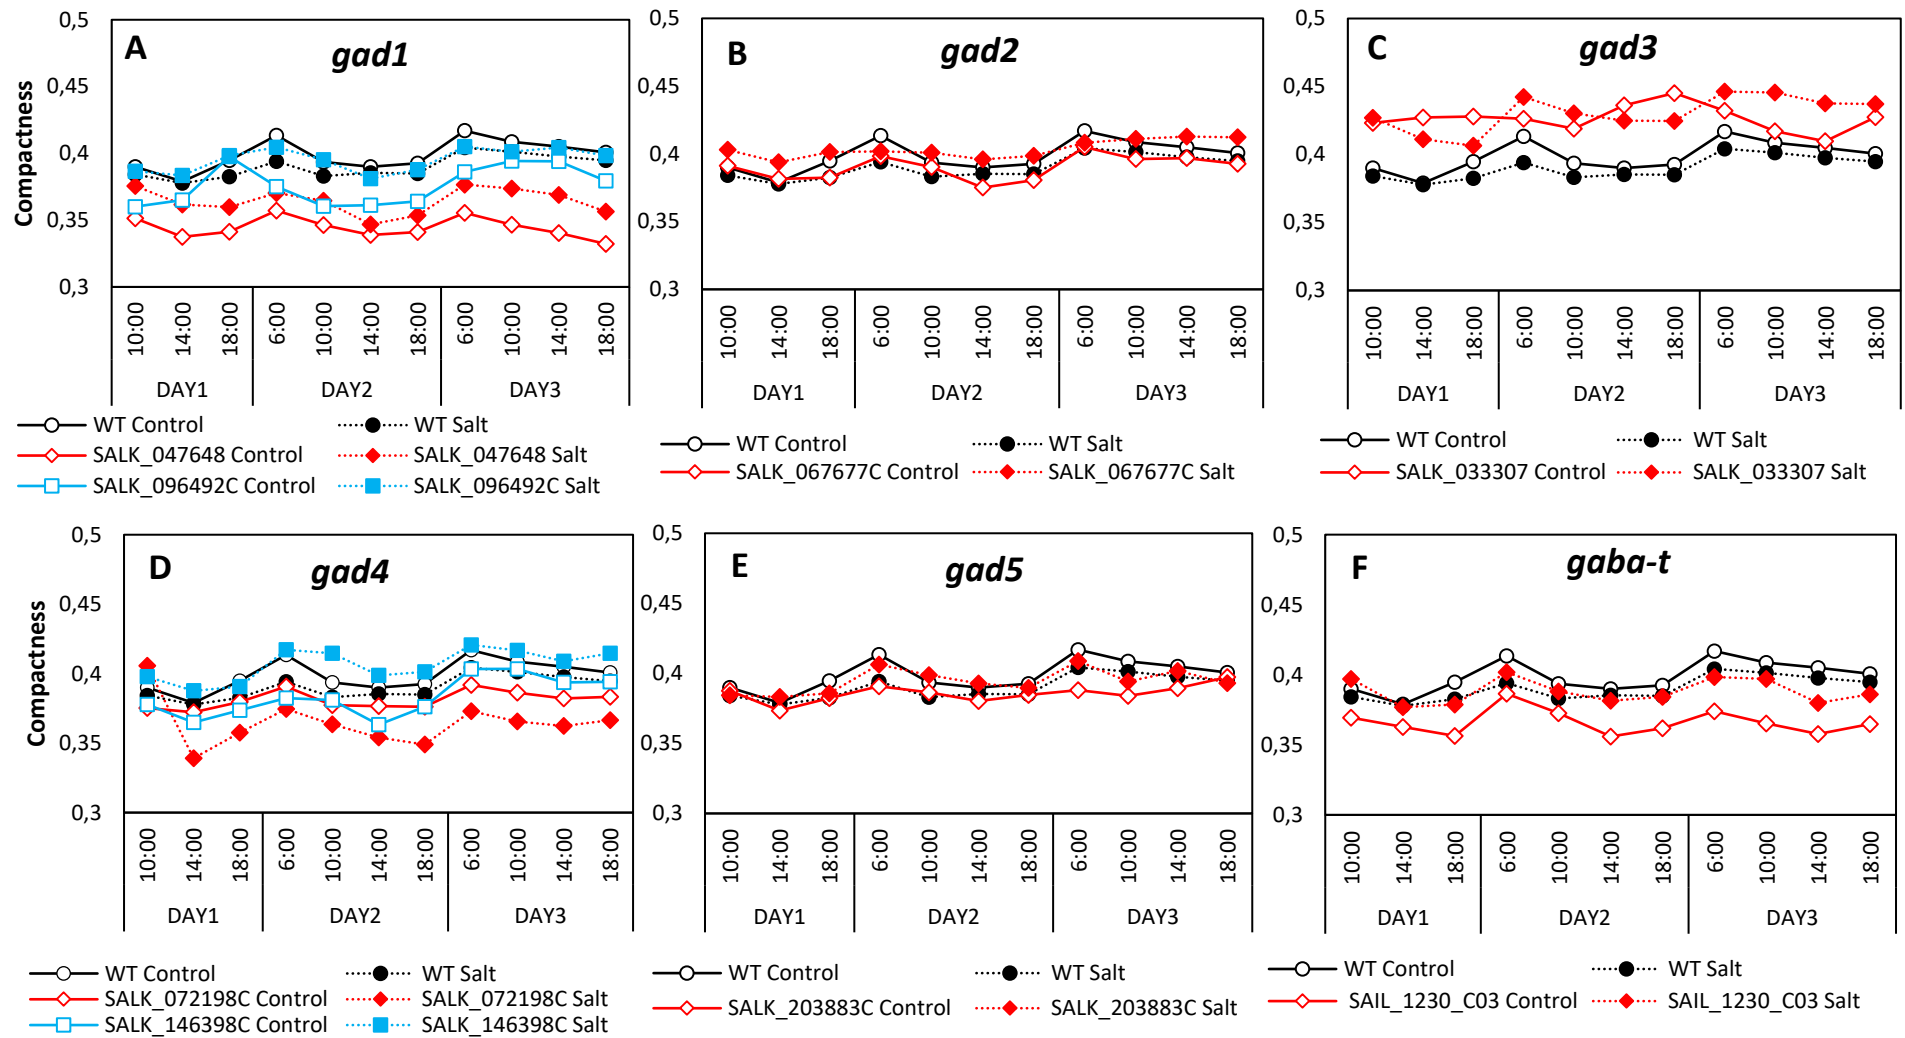 A gad1
Compactness
0,5
0,45
0,4
0,35
0,3
10:00 14:00 18:00 6:00 10:00 14:00 18:00 6:00 10:00 14:00 18:00
DAY1 DAY2 DAY3
WT Control WT Salt
SALK_047648 Control SALK_047648 Salt
SALK_096492C Control SALK_096492C Salt
B gad2
0,5
0,45
0,4
0,35
0,3
10:00 14:00 18:00 6:00 10:00 14:00 18:00 6:00 10:00 14:00 18:00
DAY1 DAY2 DAY3
WT Control WT Salt
SALK_067677C Control SALK_067677C Salt
C gad3
0,5
0,45
0,4
0,35
0,3
10:00 14:00 18:00 6:00 10:00 14:00 18:00 6:00 10:00 14:00 18:00
DAY1 DAY2 DAY3
WT Control WT Salt
SALK_033307 Control SALK_033307 Salt
D gad4
Compactness
0,5
0,45
0,4
0,35
0,3
10:00 14:00 18:00 6:00 10:00 14:00 18:00 6:00 10:00 14:00 18:00
DAY1 DAY2 DAY3
WT Control WT Salt
SALK_072198C Control SALK_072198C Salt
SALK_146398C Control SALK_146398C Salt
E gad5
0,5
0,45
0,4
0,35
0,3
10:00 14:00 18:00 6:00 10:00 14:00 18:00 6:00 10:00 14:00 18:00
DAY1 DAY2 DAY3
WT Control WT Salt
SALK_203883C Control SALK_203883C Salt
F gaba-t
0,5
0,45
0,4
0,35
0,3
10:00 14:00 18:00 6:00 10:00 14:00 18:00 6:00 10:00 14:00 18:00
DAY1 DAY2 DAY3
WT Control WT Salt
SAIL_1230_C03 Control SAIL_1230_C03 Salt